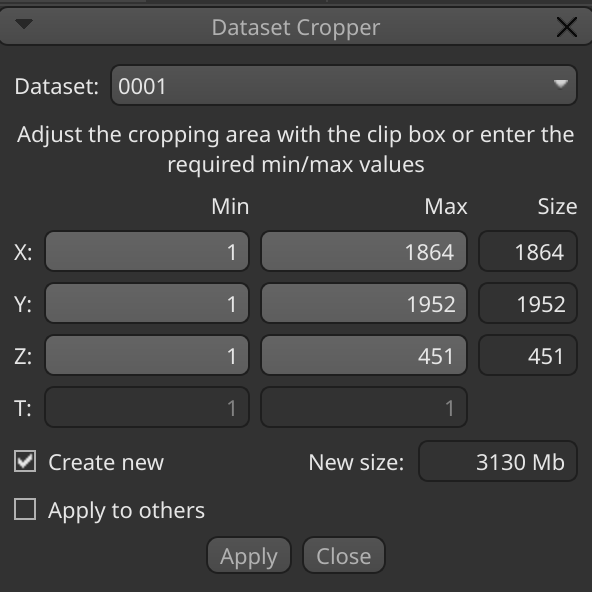 Dataset Cropper
Dataset: 0001
Adjust the cropping area with the clip box or enter the
required min/max values
Min Max Size
X: 1 1864 1864
Y: 1 1952 1952
Z: 1 451 451
T: 1 1
Create new New size: 3130 Mb
Apply to others
Apply Close